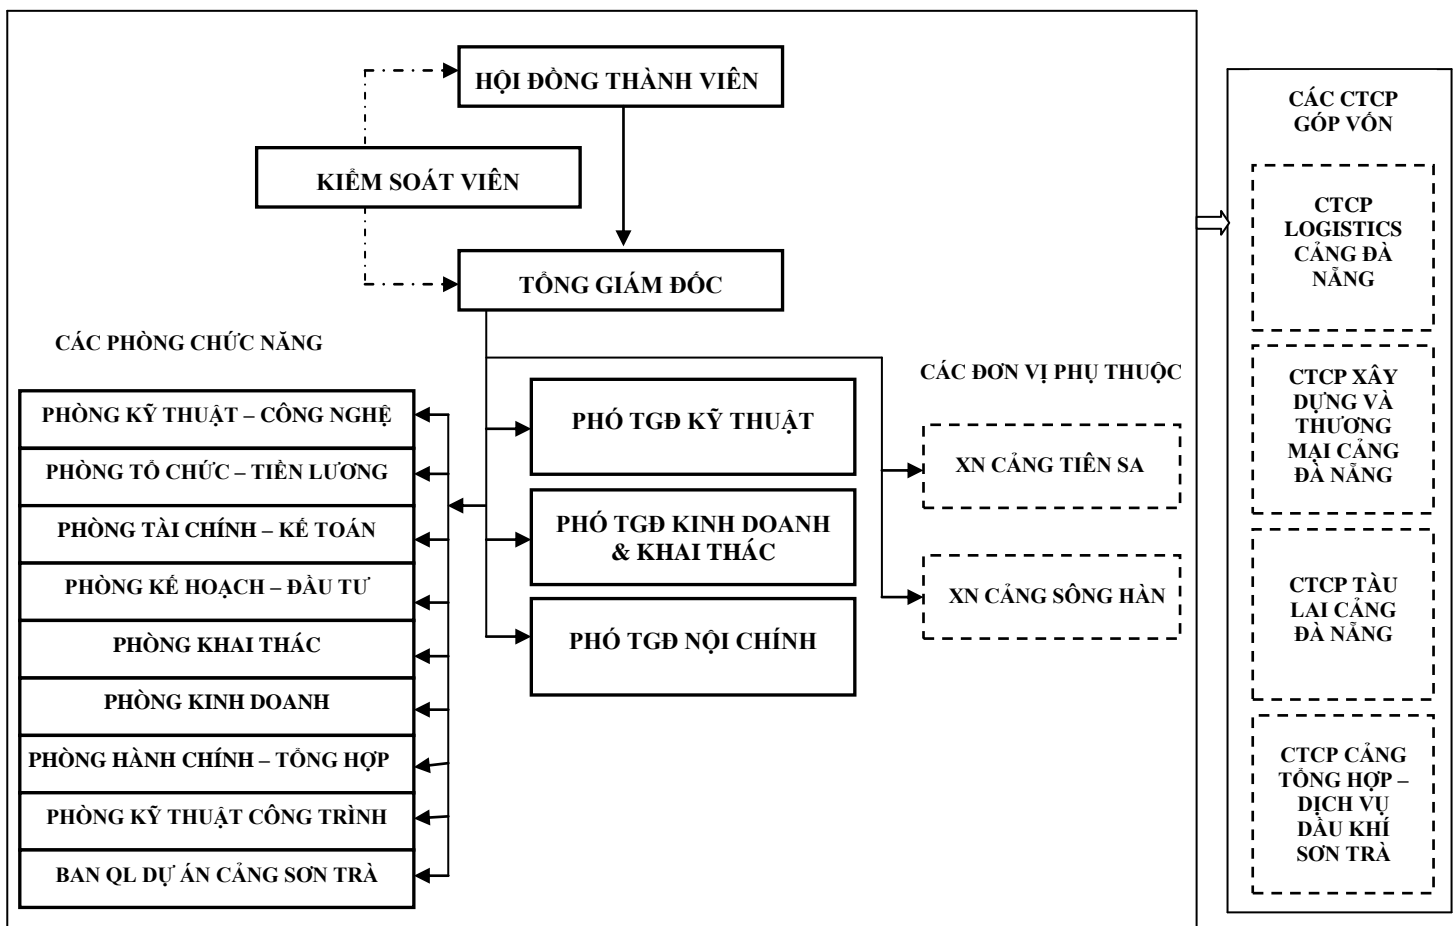 HỘI ĐỒNG THÀNH VIÊN
KIỂM SOÁT VIÊN
TỔNG GIÁM ĐỐC
CÁC PHÒNG CHỨC NĂNG
PHÒNG KỸ THUẬT – CÔNG NGHỆ
PHÒNG TỔ CHỨC – TIỀN LƯƠNG
PHÒNG TÀI CHÍNH – KẾ TOÁN
PHÒNG KẾ HOẠCH – ĐẦU TƯ
PHÒNG KHAI THÁC
PHÒNG KINH DOANH
PHÒNG HÀNH CHÍNH – TỔNG HỢP
PHÒNG KỸ THUẬT CÔNG TRÌNH
BAN QL DỰ ÁN CẢNG SƠN TRÀ
PHÓ TGĐ KỸ THUẬT
PHÓ TGĐ KINH DOANH
& KHAI THÁC
PHÓ TGĐ NỘI CHÍNH
CÁC ĐƠN VỊ PHỤ THUỘC
XN CẢNG TIÊN SA
XN CẢNG SÔNG HÀN
CÁC CTCP
GÓP VỐN
CTCP
LOGISTICS
CẢNG ĐÀ
NẴNG
CTCP XÂY
DỰNG VÀ
THƯƠNG
MẠI CẢNG
ĐÀ NẴNG
CTCP TÀU
LAI CẢNG
ĐÀ NẴNG
CTCP CẢNG
TỔNG HỢP –
DỊCH VỤ
DẦU KHÍ
SƠN TRÀ